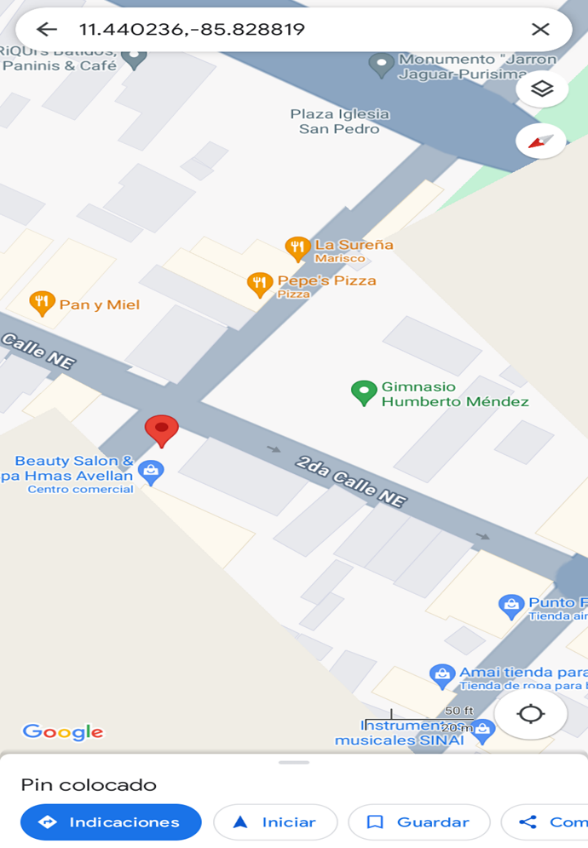 11.440236,-85.828819
RiQUis Batidos,
Paninis & Café
Monumento "Jarron
Jaguar-Purisima
Plaza Iglesia
San Pedro
La Sureña
Marisco
Pepe's Pizza
Pizza
Pan y Miel
Calle NE
Gimnasio
Humberto Méndez
Beauty Salon &
pa Hmas Avellan
Centro comercial
2da Calle NE
Punto F
Tienda air
Amai tienda para
Tienda de ropa para
50 ft
20 m
Instrumentos
musicales SINAI
Google
Pin colocado
Indicaciones
Iniciar
Guardar
Com